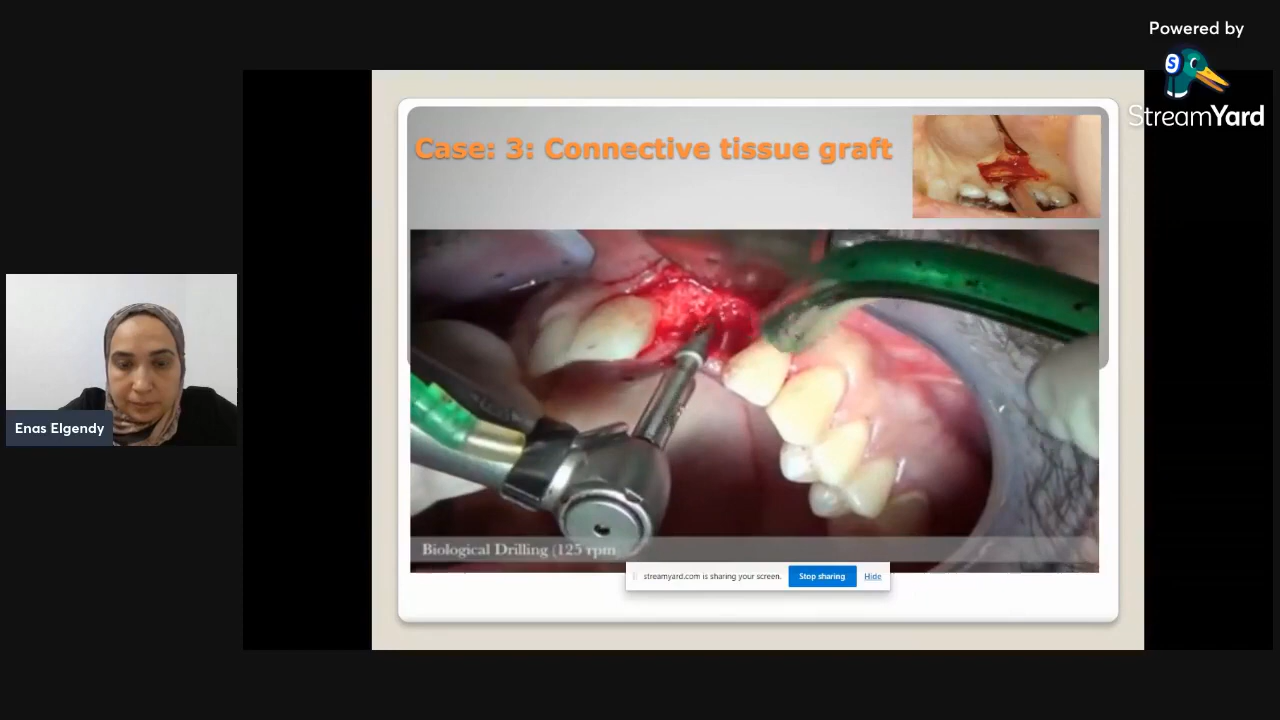 Powered by
S
StreamYard
Case: 3: Connective tissue graft
Enas Elgendy
Biological Drilling (125 rpm
streamyard.com is sharing your screen.
Stop sharing
Hide